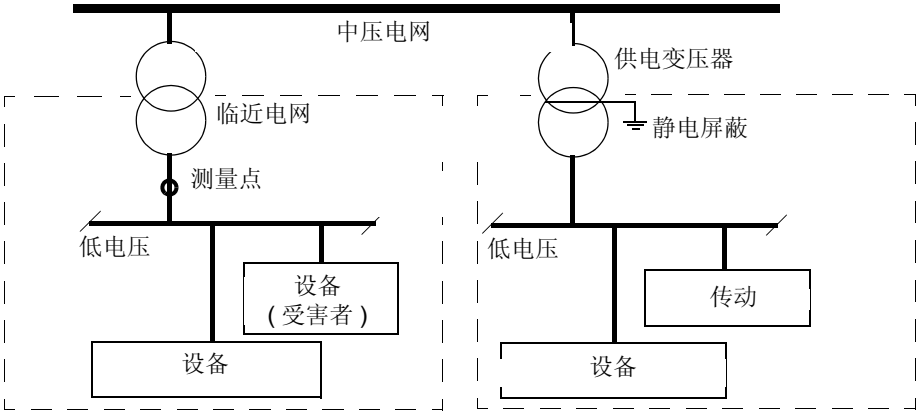 中压电网
供电变压器
临近电网
静电屏蔽
测量点
低电压
低电压
设备
(受害者)
传动
设备
设备